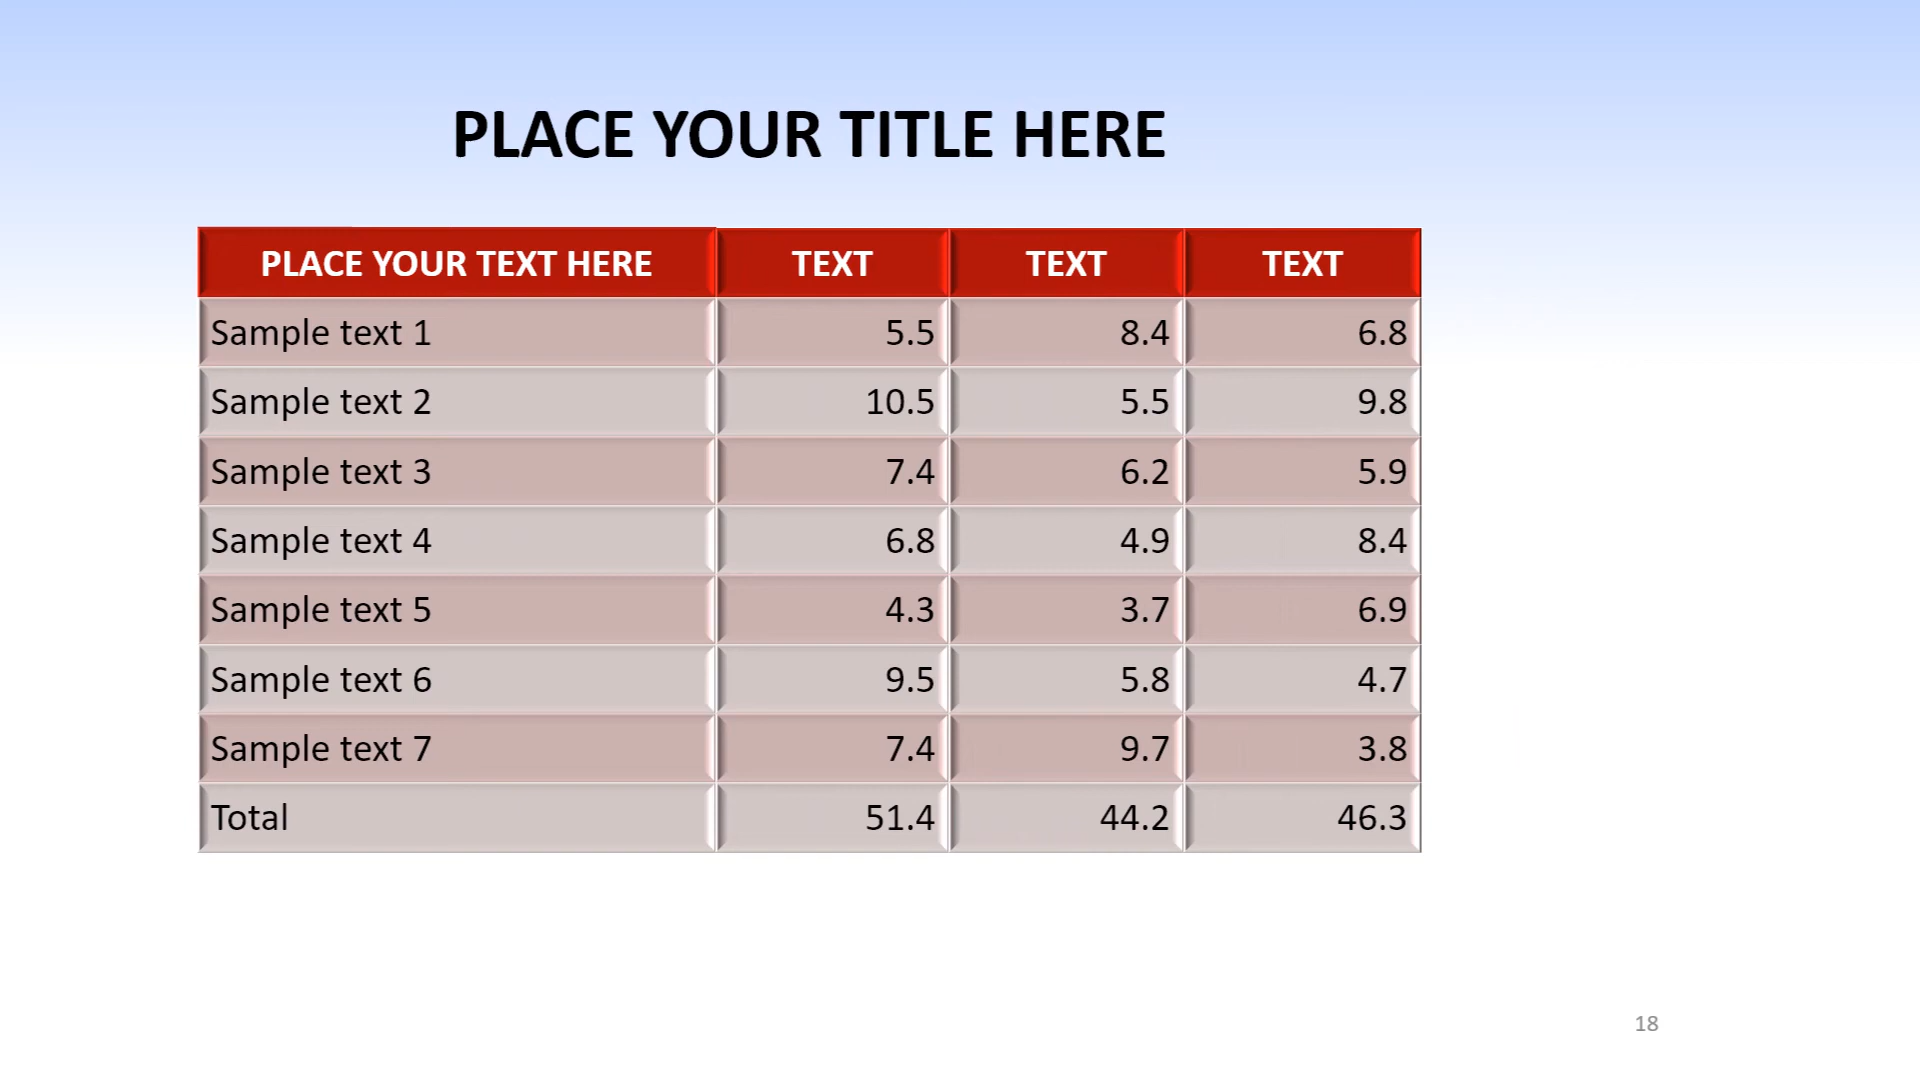 PLACE YOUR TITLE HERE
PLACE YOUR TEXT HERE TEXT TEXT TEXT
Sample text 1 5.5 8.4 6.8
Sample text 2 10.5 5.5 9.8
Sample text 3 7.4 6.2 5.9
Sample text 4 6.8 4.9 8.4
Sample text 5 4.3 3.7 6.9
Sample text 6 9.5 5.8 4.7
Sample text 7 7.4 9.7 3.8
Total 51.4 44.2 46.3
18